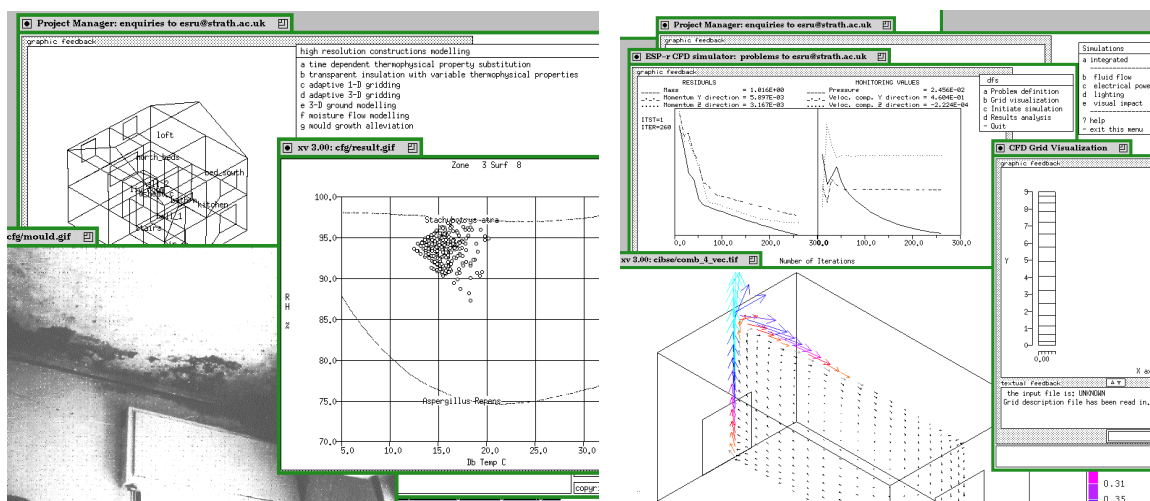 Project Manager: enquiries to esru@strath.ac.uk
graphic feedback
high resolution constructions modelling
a time dependent thermophysical property substitution
b transparent insulation with variable thermophysical properties
c adaptive 1-D gridding
d adaptive 3-D gridding
e 3-D ground modelling
f moisture flow modelling
g mould growth alleviation
loft
north_beds
bed_south
kitchen
hall_1
stairs
xv 3.00: cfg/result.gif
Zone 3 Surf 8
100.0
95.0
90.0
85.0
80.0
75.0
70.0
RH
%
Stachybotys atra
Aspergillus Repens
5.0 10.0 15.0 20.0 25.0 30.0
Db Temp C
cfg/mould.gif
copyri
Project Manager: enquiries to esru@strath.ac.uk
graphic feedback
Simulations
a integrated
b fluid flow
c electrical powe
d lighting
e visual impact
? help
- exit this menu
ESP-r CFD simulator: problems to esru@strath.ac.uk
graphic feedback
RESIDUALS MONITORING VALUES
Mass = 1.016E+00 Pressure = 2.456E-02
Momentum Y direction = 5.897E-03 Veloc. comp. Y = 4.604E-01
Momentum Z direction = 3.167E-03 Veloc. comp. Z = -2.224E-04
ITST=1
ITER=260
dfs
a Problem definition
b Grid visualization
c Initiate simulation
d Results analysis
- Quit
0.0 100.0 200.0 300.0 100.0 200.0 300.0
Number of Iterations
CFD Grid Visualization
graphic feedback
9
8
7
6
5
4
3
2
1
0
Y
0.00
X a
textual feedback
the input file is: UNKNOWN
Grid description file has been read in.
xv 3.00: cibse/comb_4_vec.tif
0.31
0.35